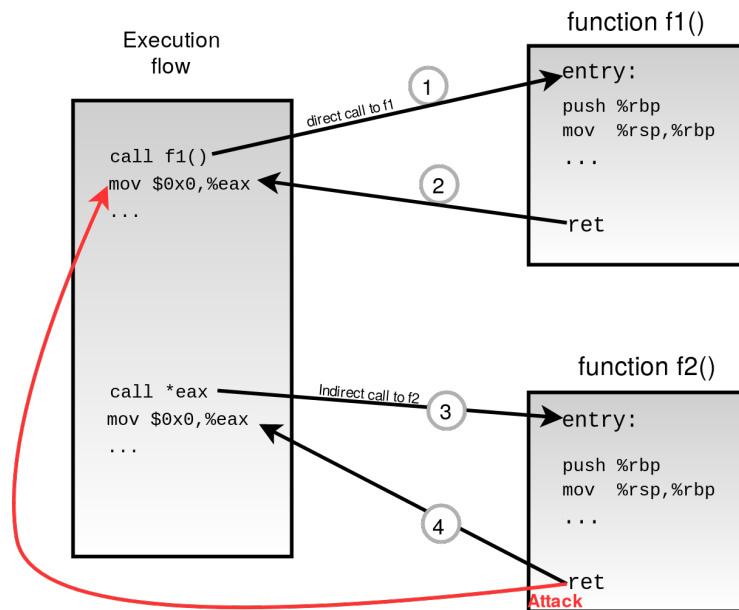 Execution
flow
call f1()
mov $0x0,%eax
...
call *eax
mov $0x0,%eax
...
1
direct call to f1
2
Indirect call to f2
3
4
function f1()
entry:
push %rbp
mov %rsp,%rbp
...
ret
function f2()
entry:
push %rbp
mov %rsp,%rbp
...
ret
Attack